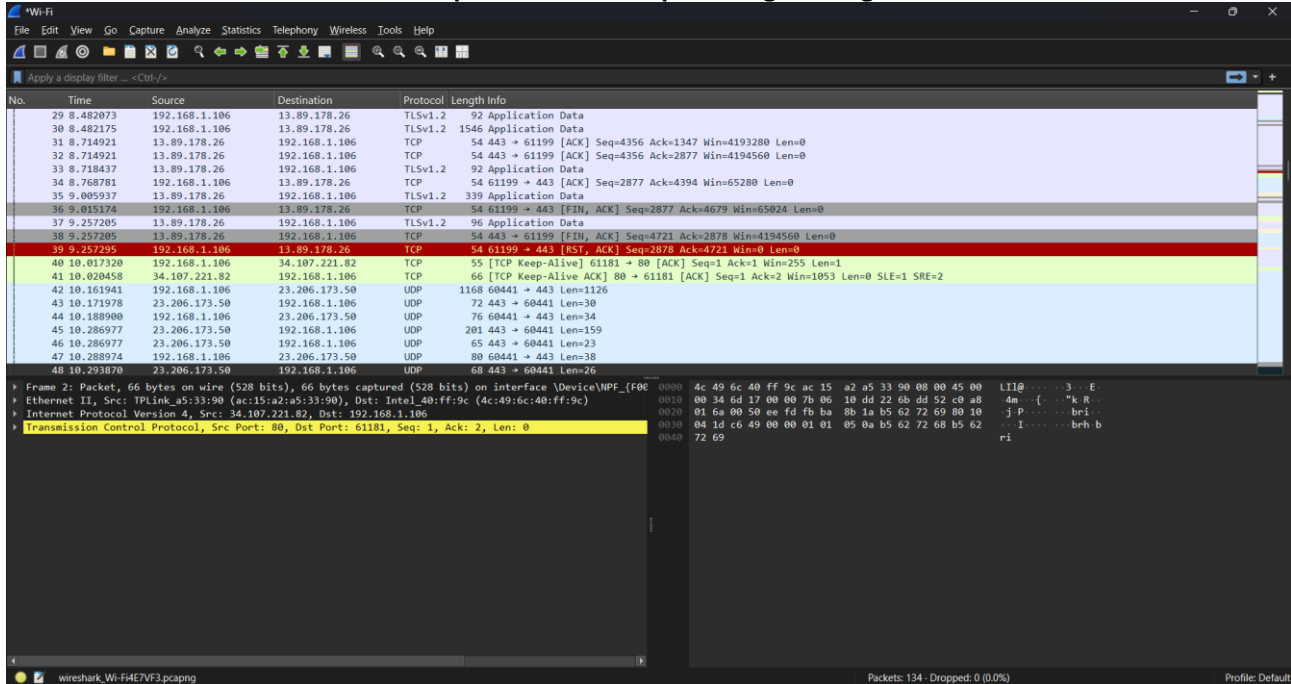 *Wi-Fi
File Edit View Go Capture Analyze Statistics Telephony Wireless Tools Help
Apply a display filter ... <Ctrl-/>
No. Time Source Destination Protocol Length Info
29 8.482073 192.168.1.106 13.89.178.26 TLSv1.2 92 Application Data
30 8.482175 192.168.1.106 13.89.178.26 TLSv1.2 1546 Application Data
31 8.714921 13.89.178.26 192.168.1.106 TCP 54 443 → 61199 [ACK] Seq=4356 Ack=1347 Win=4193280 Len=0
32 8.714921 13.89.178.26 192.168.1.106 TCP 54 443 → 61199 [ACK] Seq=4356 Ack=2877 Win=4194560 Len=0
33 8.718437 13.89.178.26 192.168.1.106 TLSv1.2 92 Application Data
34 8.768781 192.168.1.106 13.89.178.26 TCP 54 61199 → 443 [ACK] Seq=2877 Ack=4394 Win=65280 Len=0
35 9.005937 13.89.178.26 192.168.1.106 TLSv1.2 339 Application Data
36 9.015174 192.168.1.106 13.89.178.26 TCP 54 61199 → 443 [FIN, ACK] Seq=2877 Ack=4679 Win=65024 Len=0
37 9.257205 13.89.178.26 192.168.1.106 TLSv1.2 96 Application Data
38 9.257205 13.89.178.26 192.168.1.106 TCP 54 443 → 61199 [FIN, ACK] Seq=4721 Ack=2878 Win=4194560 Len=0
39 9.257295 192.168.1.106 13.89.178.26 TCP 54 61199 → 443 [RST, ACK] Seq=2878 Ack=4721 Win=0 Len=0
40 10.017320 192.168.1.106 34.107.221.82 TCP 55 [TCP Keep-Alive] 61181 → 80 [ACK] Seq=1 Ack=1 Win=255 Len=1
41 10.020458 34.107.221.82 192.168.1.106 TCP 66 [TCP Keep-Alive ACK] 80 → 61181 [ACK] Seq=1 Ack=2 Win=1053 Len=0 SLE=1 SRE=2
42 10.161941 192.168.1.106 23.206.173.50 UDP 1168 60441 → 443 Len=1126
43 10.171978 23.206.173.50 192.168.1.106 UDP 72 443 → 60441 Len=30
44 10.188900 192.168.1.106 23.206.173.50 UDP 76 60441 → 443 Len=34
45 10.286977 23.206.173.50 192.168.1.106 UDP 201 443 → 60441 Len=159
46 10.286977 23.206.173.50 192.168.1.106 UDP 65 443 → 60441 Len=23
47 10.288974 192.168.1.106 23.206.173.50 UDP 80 60441 → 443 Len=38
48 10.293870 23.206.173.50 192.168.1.106 UDP 68 443 → 60441 Len=26
Frame 2: Packet, 66 bytes on wire (528 bits), 66 bytes captured (528 bits) on interface \Device\NPF_{F00
Ethernet II, Src: TPLink_a5:33:90 (ac:15:a2:a5:33:90), Dst: Intel_40:ff:9c (4c:49:6c:40:ff:9c)
Internet Protocol Version 4, Src: 34.107.221.82, Dst: 192.168.1.106
Transmission Control Protocol, Src Port: 80, Dst Port: 61181, Seq: 1, Ack: 2, Len: 0
0000 4c 49 6c 40 ff 9c ac 15 a2 a5 33 90 08 00 45 00 LIl@···· ··3···E·
0010 00 34 6d 17 00 00 7b 06 10 dd 22 6b dd 52 c0 a8 ·4m···{· ··"k·R··
0020 01 6a 00 50 ee fd fb ba 8b 1a b5 62 72 69 80 10 ·j·P···· ···bri··
0030 04 1d c6 49 00 00 01 01 05 0a b5 62 72 68 b5 62 ···I···· ···brh·b
0040 72 69 ri
wireshark_Wi-Fi4E7VF3.pcapng Packets: 134 · Dropped: 0 (0.0%) Profile: Default